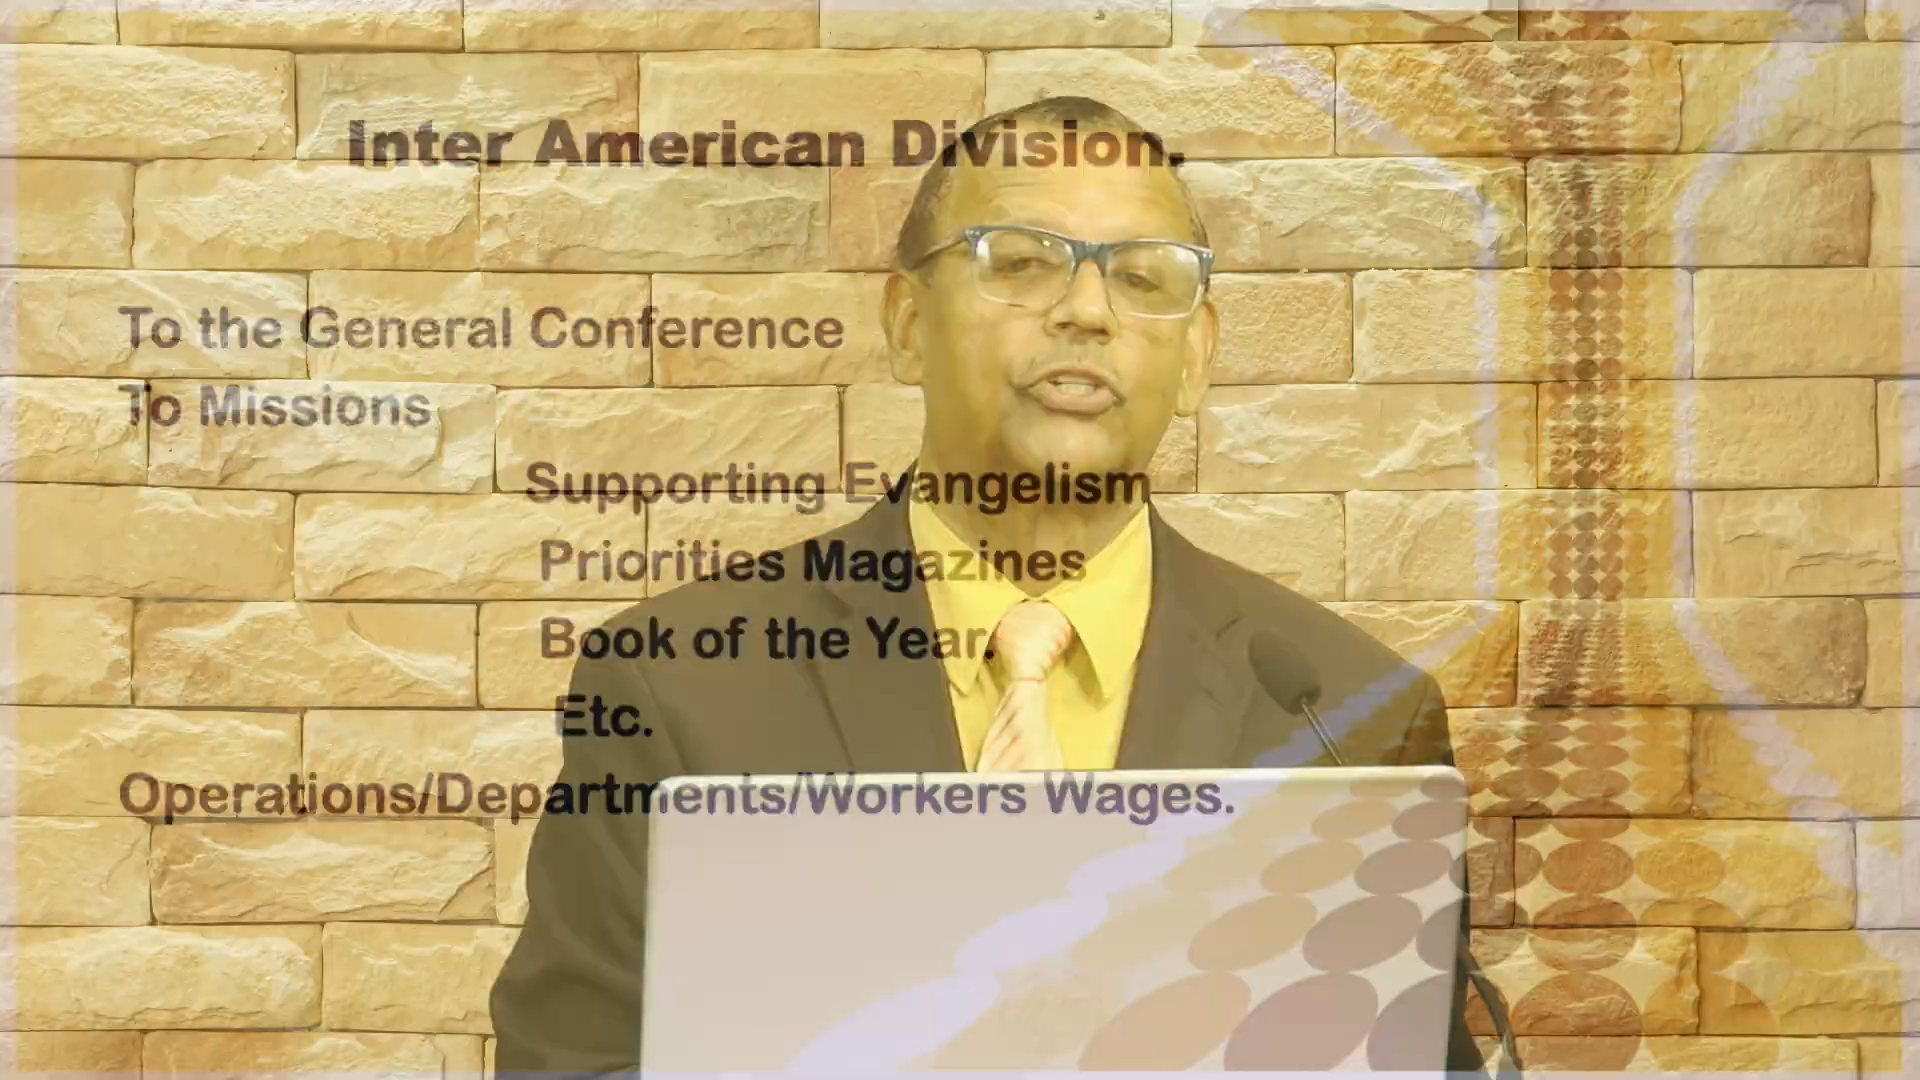 Inter American Division.
To the General Conference
To Missions
Supporting Evangelism
Priorities Magazines
Book of the Year.
Etc.
Operations/Departments/Workers Wages.